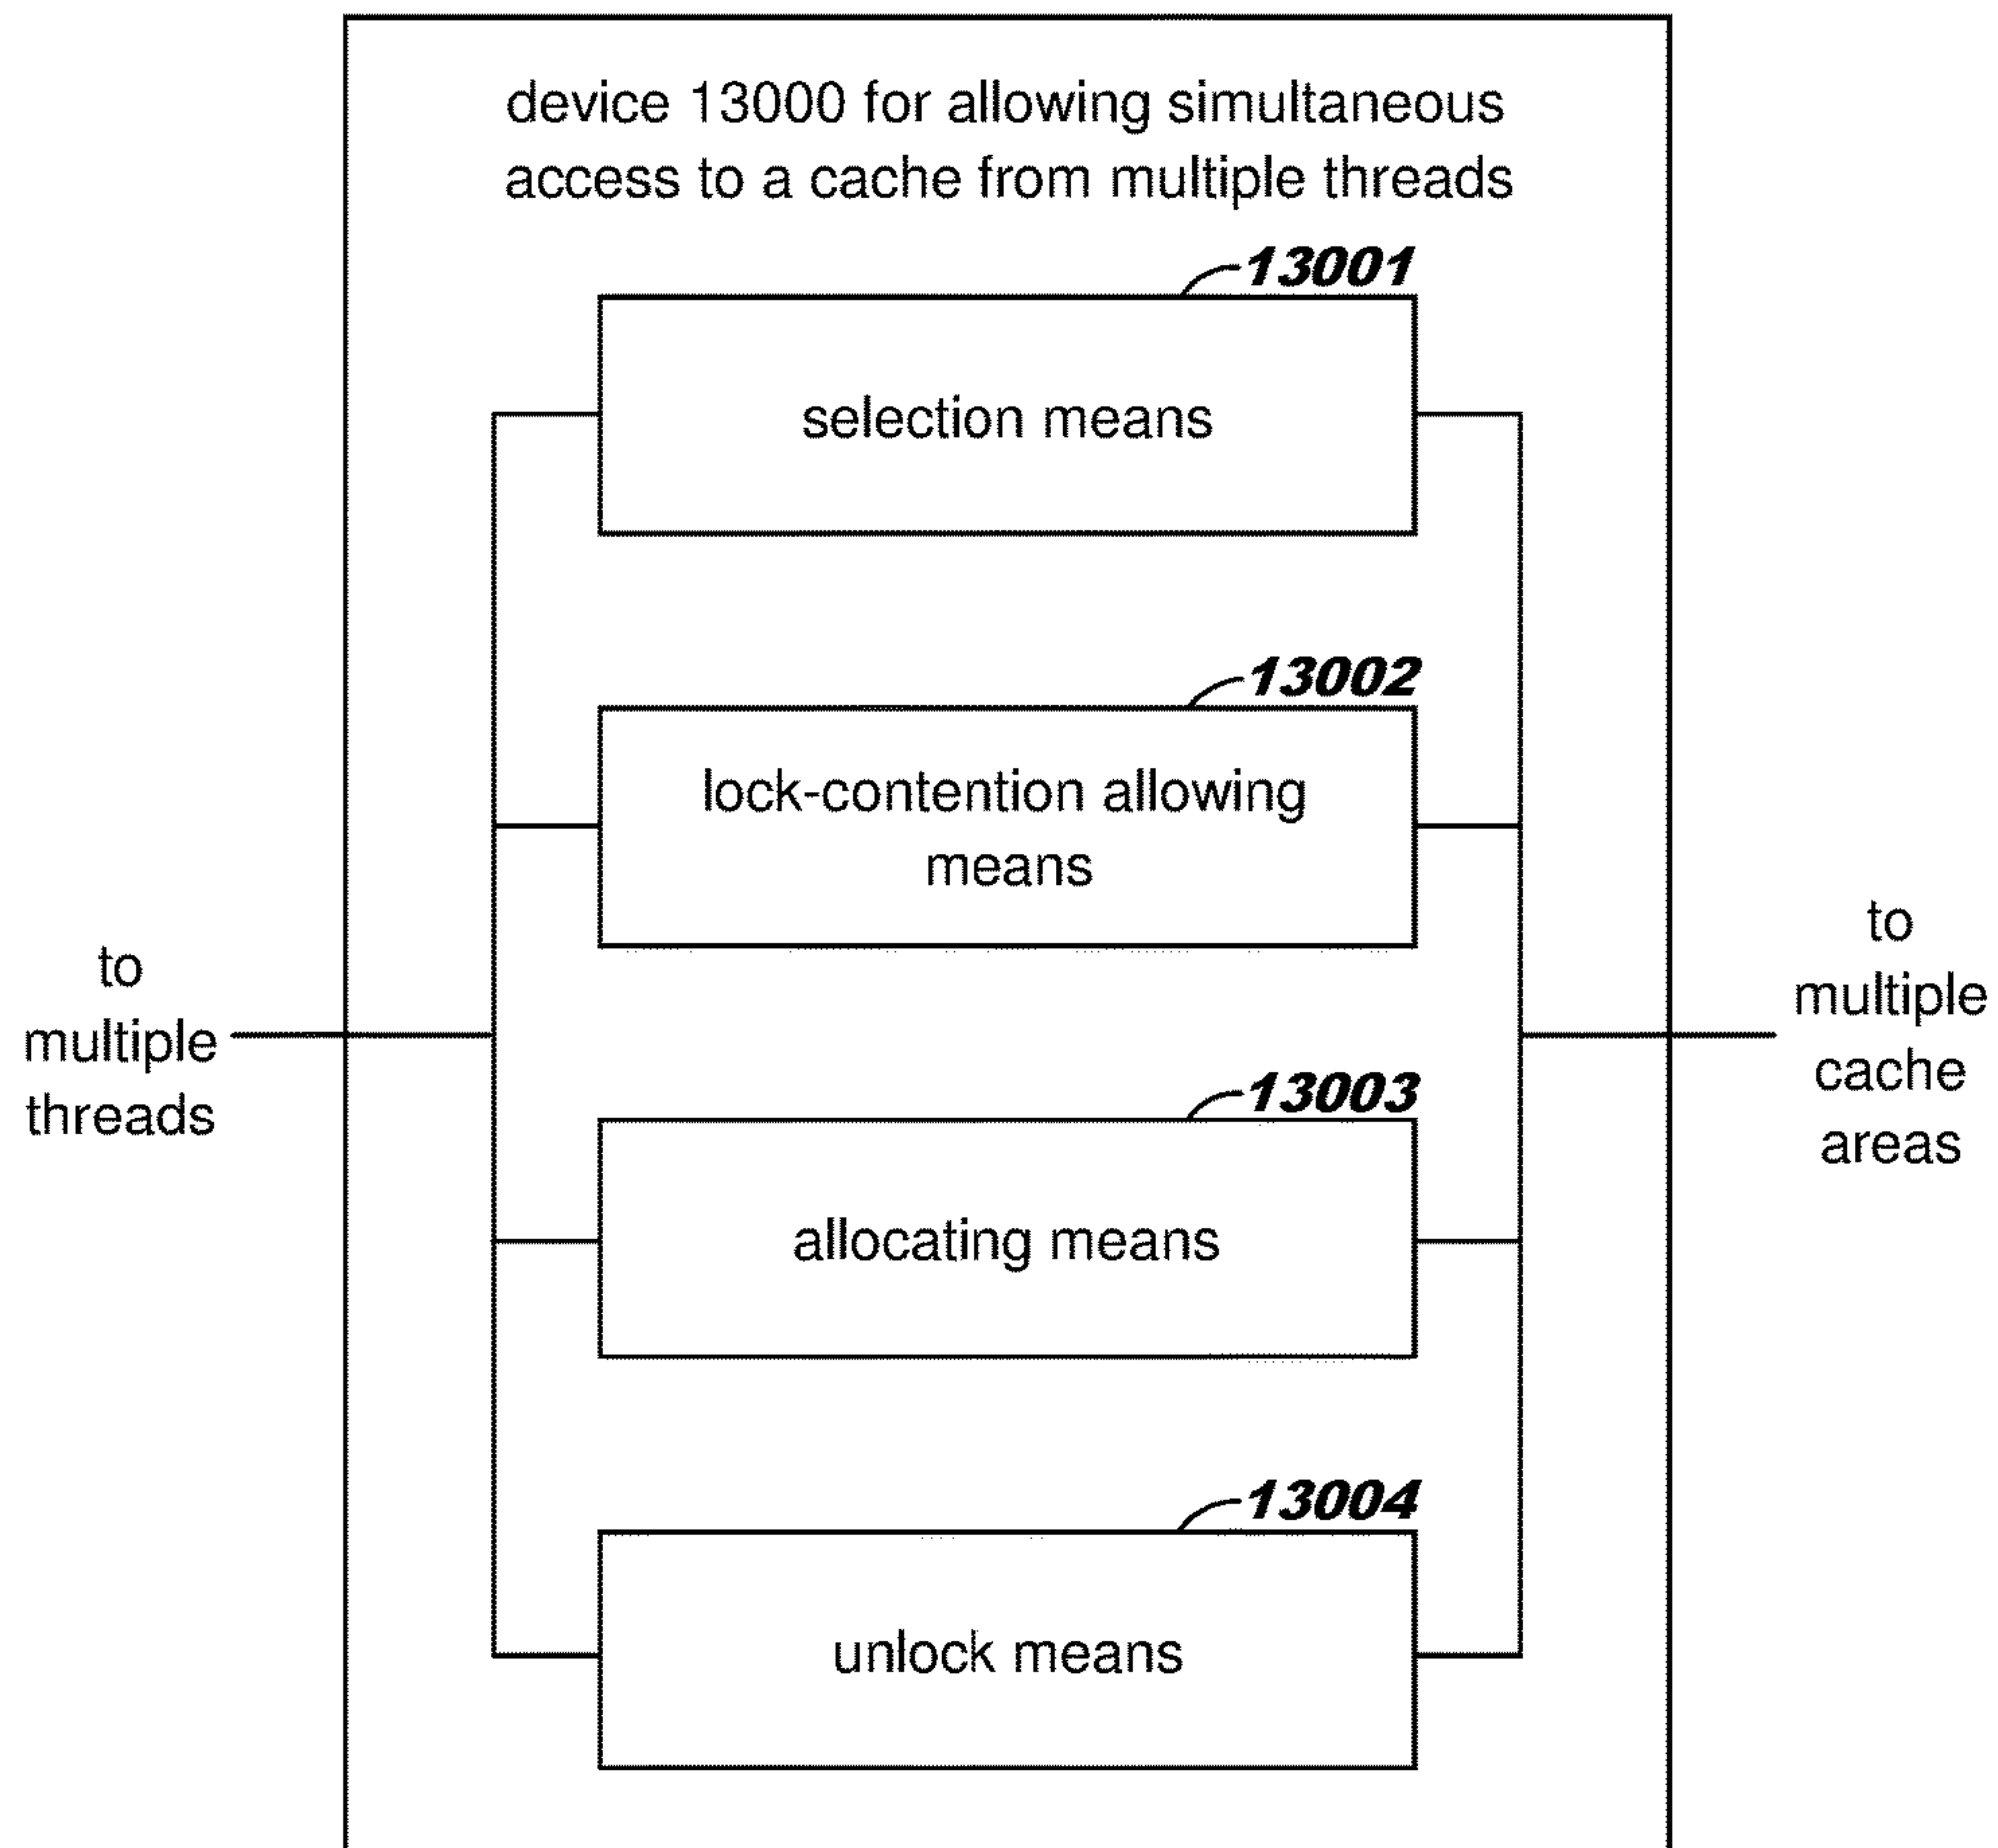 device 13000 for allowing simultaneous
access to a cache from multiple threads
13001
selection means
13002
lock-contention allowing
means
to
multiple
threads
to
multiple
cache
areas
13003
allocating means
13004
unlock means